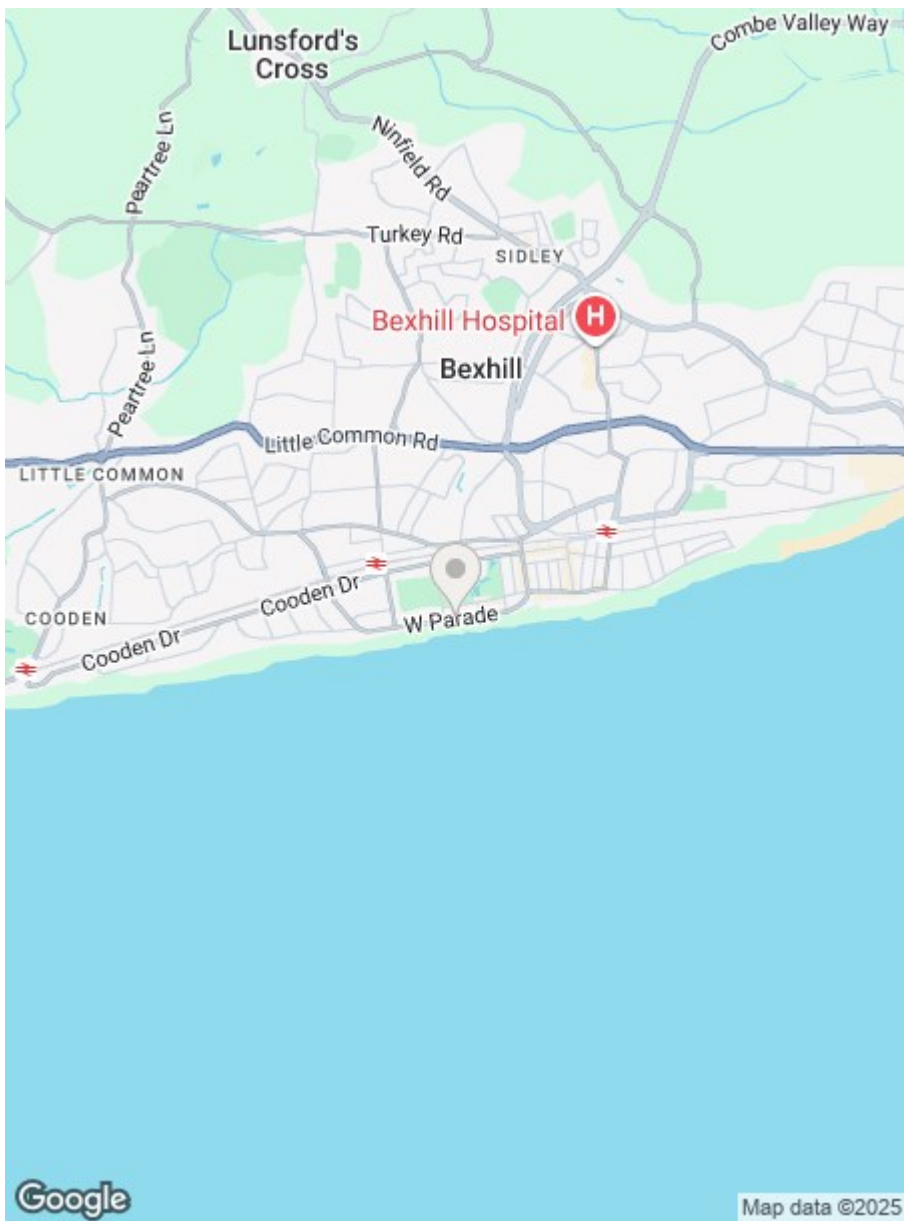 Combe Valley Way
Lunsford's
Cross
Peartree Ln
Ninfield Rd
Turkey Rd
SIDLEY
Bexhill Hospital
H
Bexhill
Peartree Ln
Little Common Rd
LITTLE COMMON
Cooden Dr
W Parade
COODEN
Cooden Dr
Google
Map data ©2025